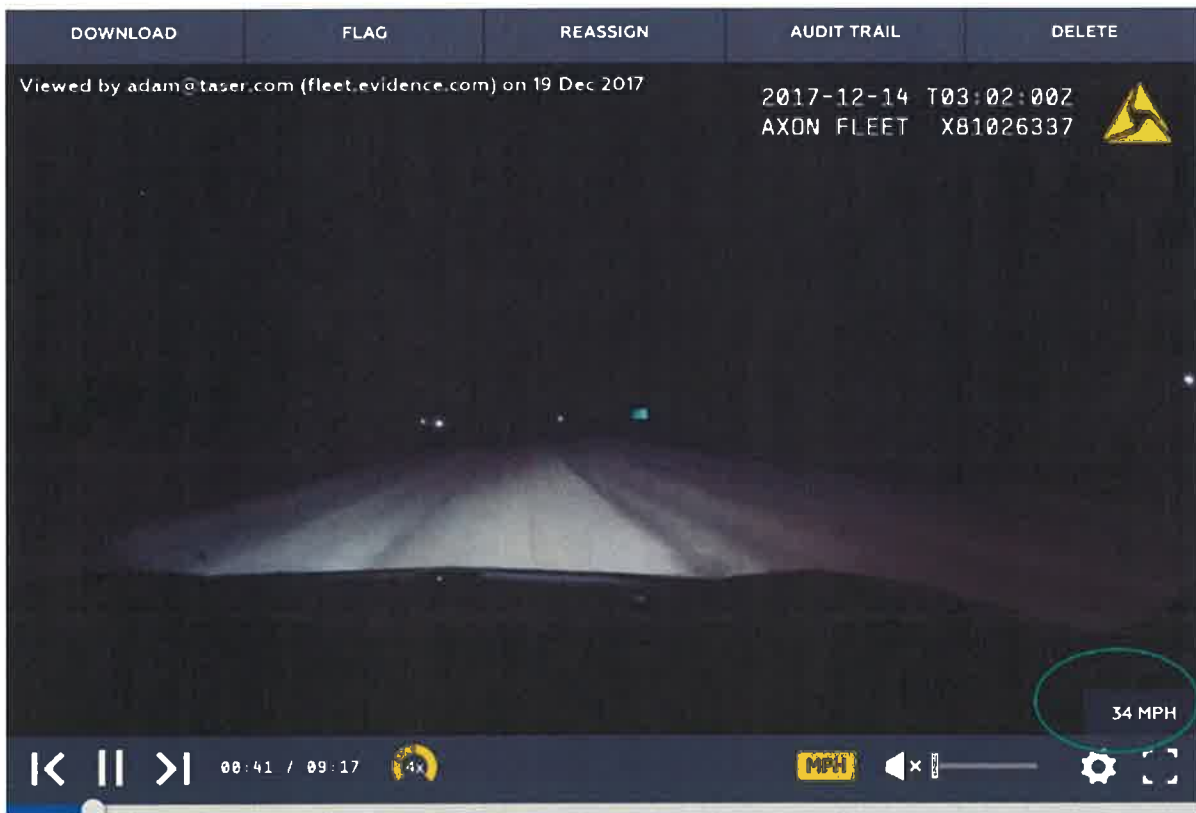 DOWNLOAD FLAG REASSIGN AUDIT TRAIL DELETE
Viewed by adam@taser.com (fleet.evidence.com) on 19 Dec 2017
2017-12-14 T03:02:00Z
AXON FLEET X81026337
34 MPH
00:41 / 09:17 4x MPH